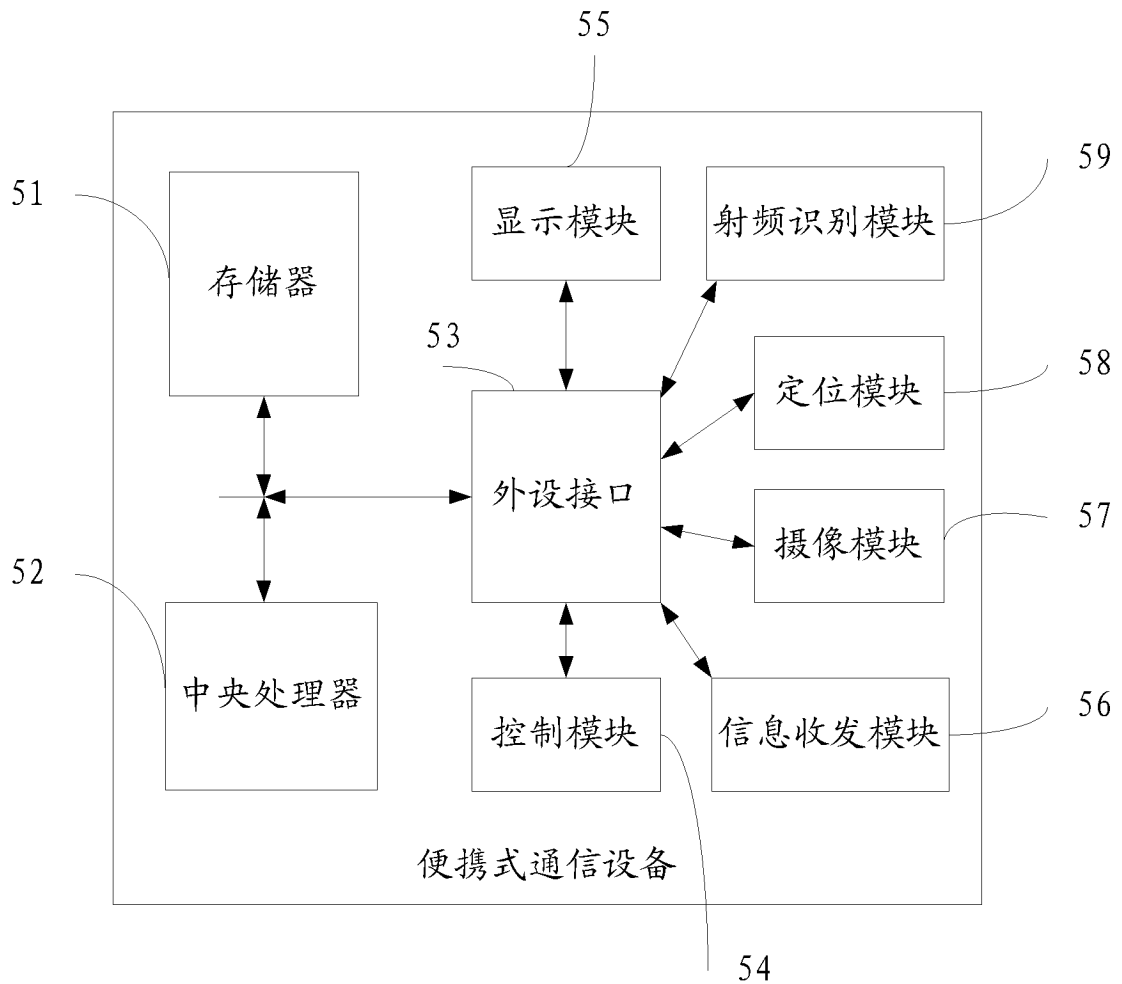 55
59
51
显示模块
射频识别模块
存储器
53
58
定位模块
外设接口
57
摄像模块
52
中央处理器
控制模块
信息收发模块
56
便携式通信设备
54